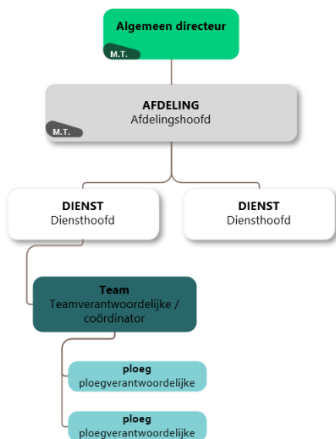 Algemeen directeur
M.T.
AFDELING
Afdelingshoofd
M.T.
DIENST
Diensthoofd
DIENST
Diensthoofd
Team
Teamverantwoordelijke /
coördinator
ploeg
ploegverantwoordelijke
ploeg
ploegverantwoordelijke